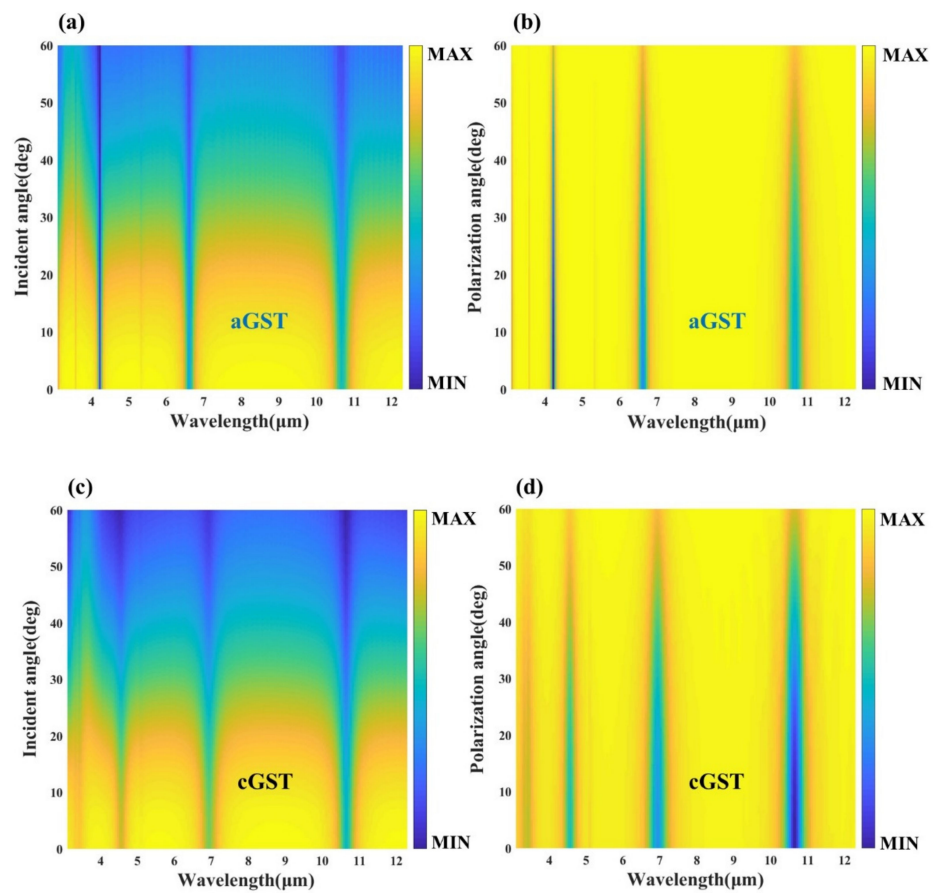 (a)
60
50
40
30
20
10
0
Incident angle(deg)
aGST
4 5 6 7 8 9 10 11 12
Wavelength(μm)
MAX
MIN
(b)
60
50
40
30
20
10
0
Polarization angle(deg)
aGST
4 5 6 7 8 9 10 11 12
Wavelength(μm)
MAX
MIN
(c)
60
50
40
30
20
10
0
Incident angle(deg)
cGST
4 5 6 7 8 9 10 11 12
Wavelength(μm)
MAX
MIN
(d)
60
50
40
30
20
10
0
Polarization angle(deg)
cGST
4 5 6 7 8 9 10 11 12
Wavelength(μm)
MAX
MIN